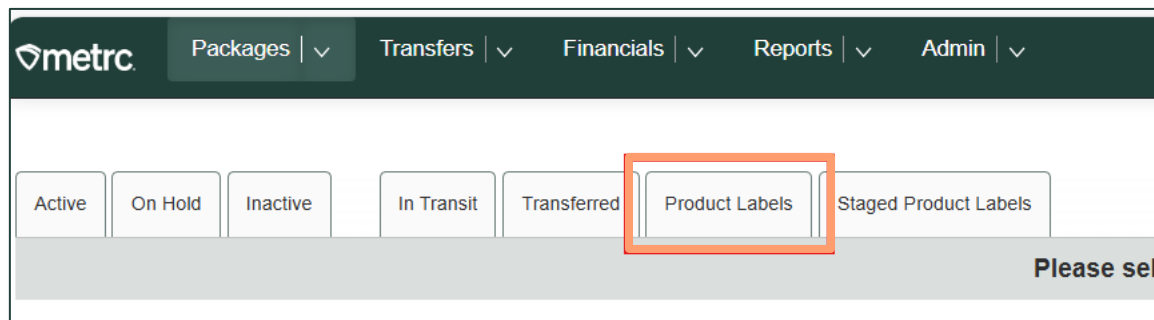 metrc. Packages Transfers Financials Reports Admin
Active On Hold Inactive In Transit Transferred Product Labels Staged Product Labels
Please sel